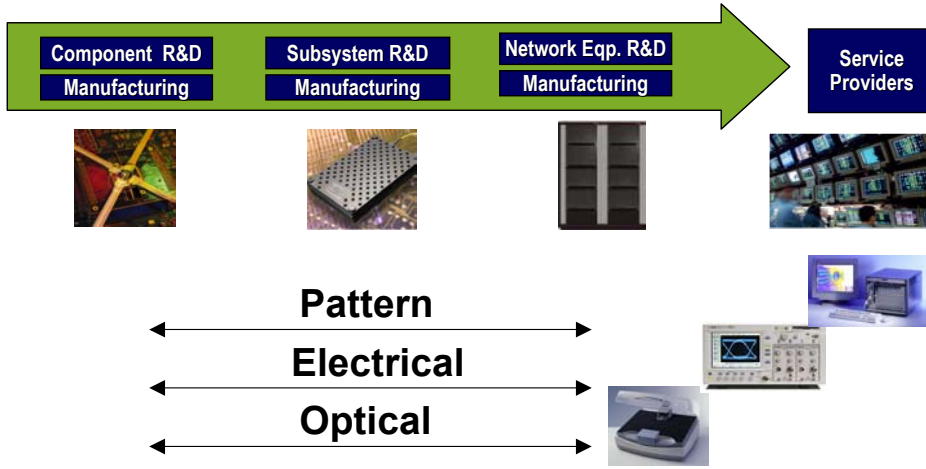 Component R&D
Manufacturing
Subsystem R&D
Manufacturing
Network Eqp. R&D
Manufacturing
Service
Providers
Pattern
Electrical
Optical